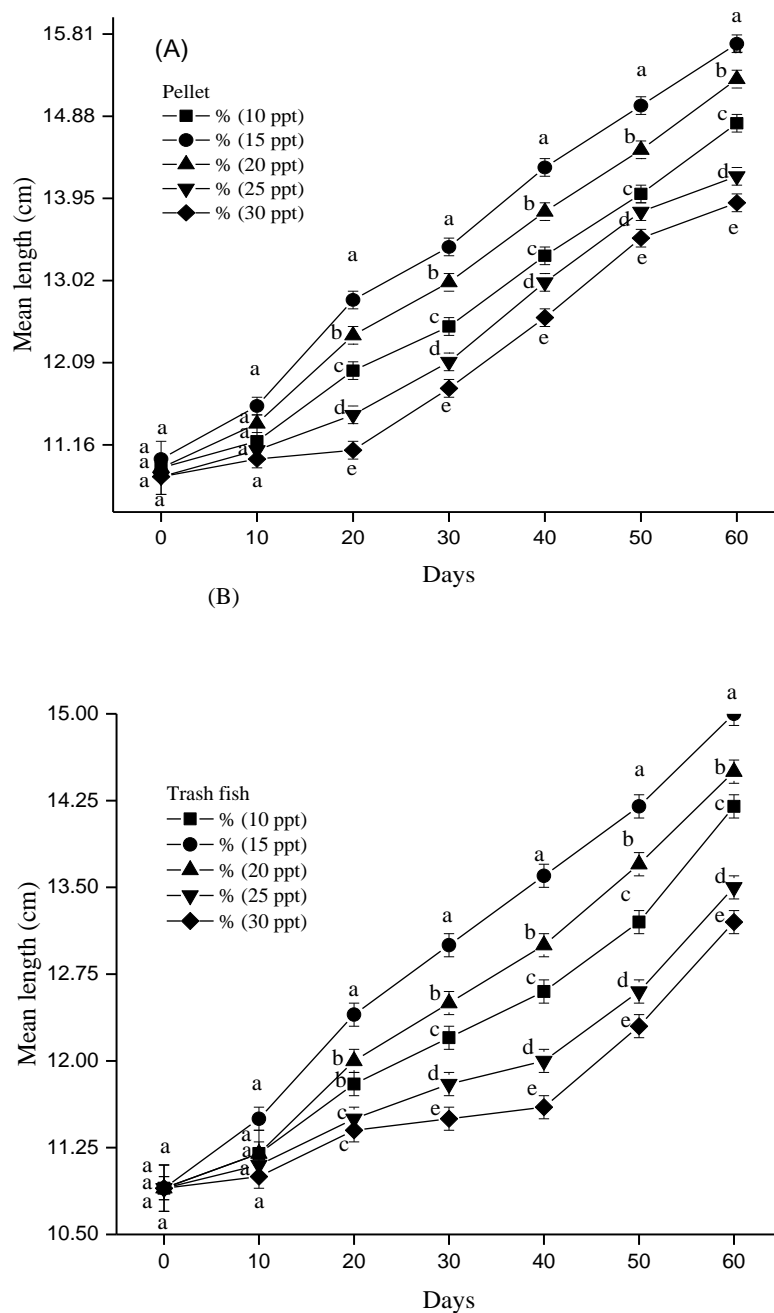 (A)
Pellet
% (10 ppt)
% (15 ppt)
% (20 ppt)
% (25 ppt)
% (30 ppt)
15.81
14.88
13.95
13.02
12.09
11.16
Mean length (cm)
a a a a a
a a a a a
a b c d e
a b c d e
a b c d e
a b c d e
a b c d e
0 10 20 30 40 50 60
Days
(B)
Trash fish
% (10 ppt)
% (15 ppt)
% (20 ppt)
% (25 ppt)
% (30 ppt)
15.00
14.25
13.50
12.75
12.00
11.25
10.50
Mean length (cm)
a a a a a
a a a a a
a b b c c
a b c d e
a b c d e
a b c d e
a b c d e
0 10 20 30 40 50 60
Days